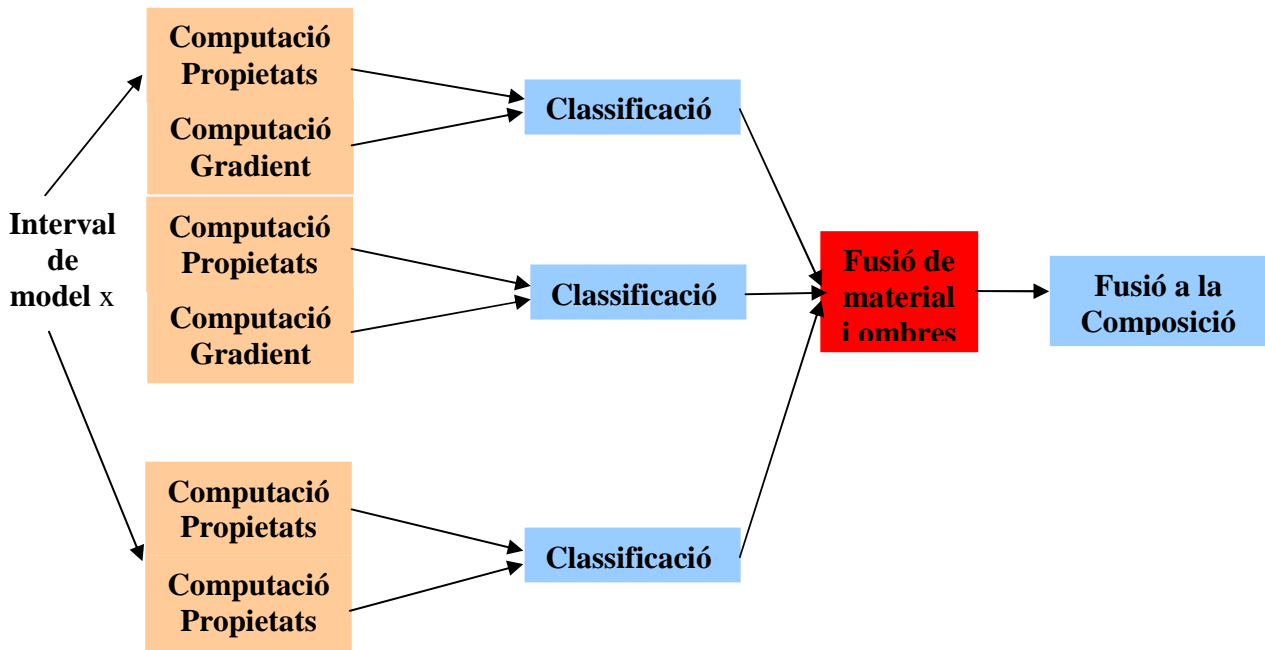 Interval
de
model x
Computació
Propietats
Computació
Gradient
Computació
Propietats
Computació
Gradient
Computació
Propietats
Computació
Propietats
Classificació
Classificació
Classificació
Fusió de
material
i ombres
Fusió a la
Composició